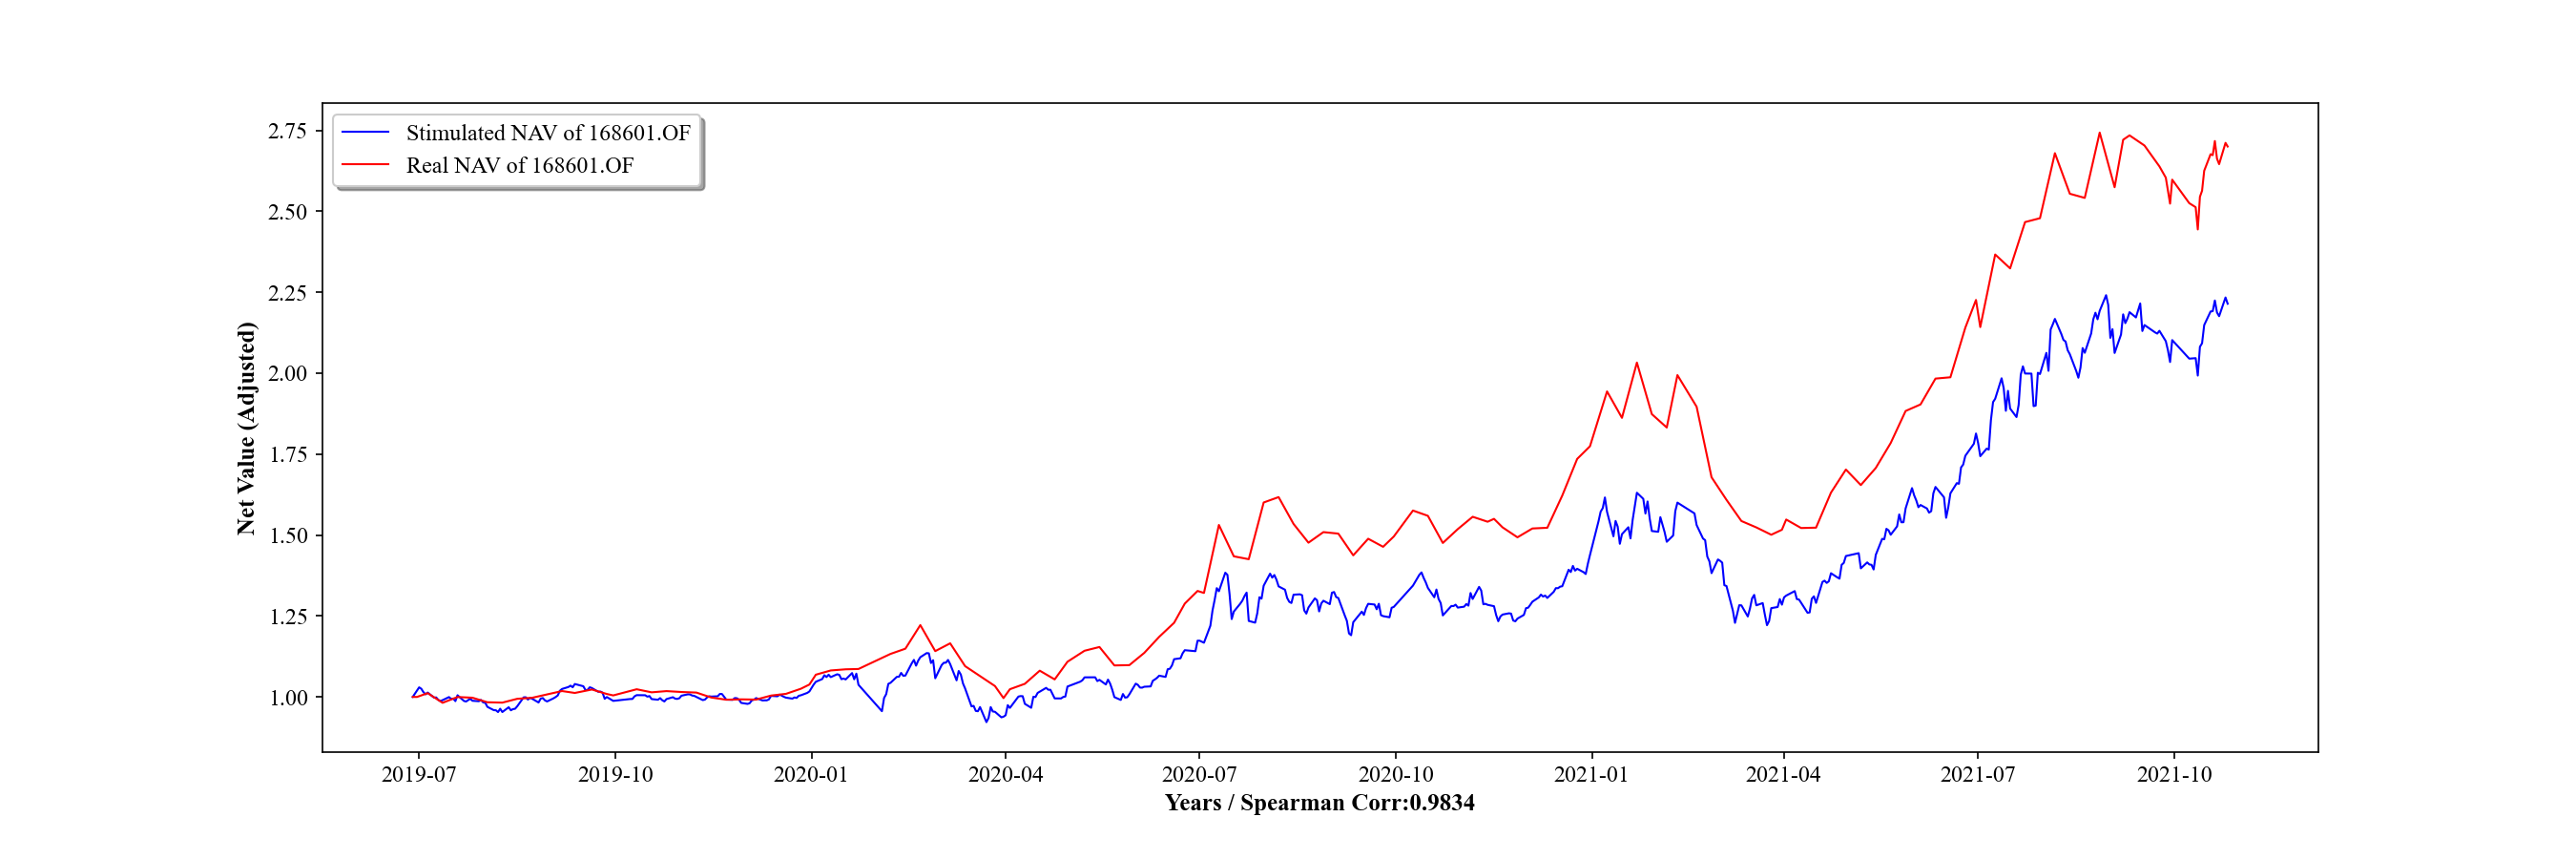 Stimulated NAV of 168601.OF
Real NAV of 168601.OF
Net Value (Adjusted)
2.75
2.50
2.25
2.00
1.75
1.50
1.25
1.00
2019-07 2019-10 2020-01 2020-04 2020-07 2020-10 2021-01 2021-04 2021-07 2021-10
Years / Spearman Corr:0.9834